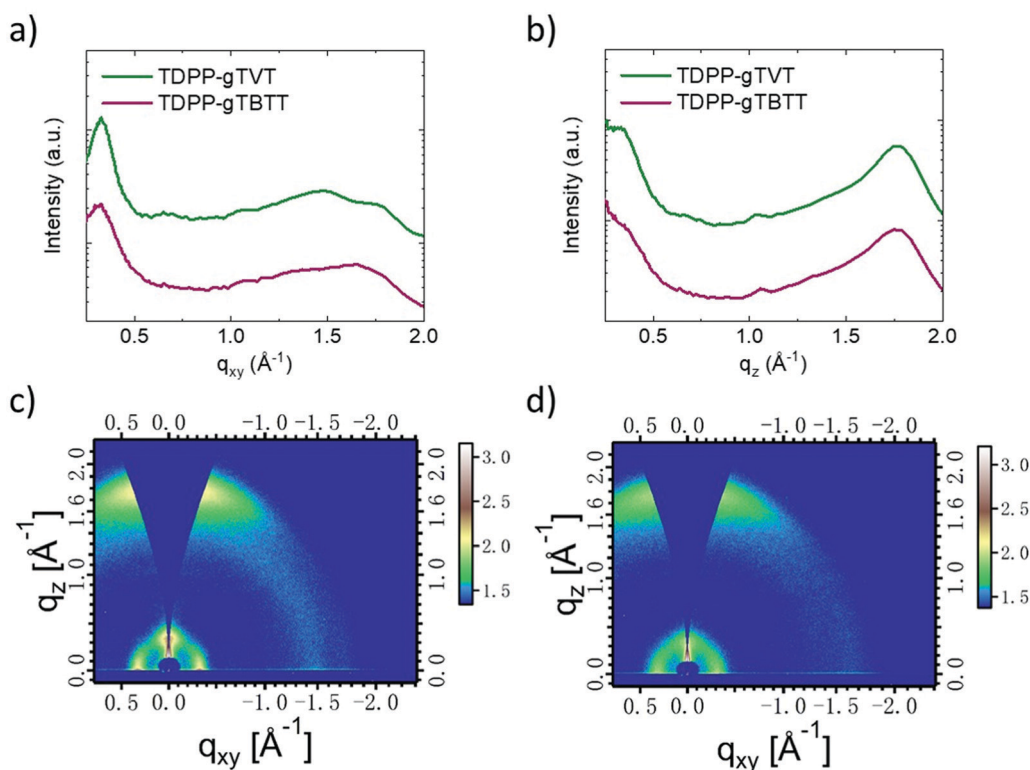 a)
TDPP-gTVT
TDPP-gTBTT
Intensity (a.u.)
0.5 1.0 1.5 2.0
q_xy (Å⁻¹)
b)
TDPP-gTVT
TDPP-gTBTT
Intensity (a.u.)
0.5 1.0 1.5 2.0
q_z (Å⁻¹)
c)
0.5 0.0 -1.0 -1.5 -2.0
q_z [Å⁻¹]
2.0 2.0
1.6 1.6
1.0 1.0
0.0 0.0
3.0
2.5
2.0
1.5
0.5 0.0 -1.0 -1.5 -2.0
q_xy [Å⁻¹]
d)
0.5 0.0 -1.0 -1.5 -2.0
q_z [Å⁻¹]
2.0 2.0
1.6 1.6
1.0 1.0
0.0 0.0
3.0
2.5
2.0
1.5
0.5 0.0 -1.0 -1.5 -2.0
q_xy [Å⁻¹]